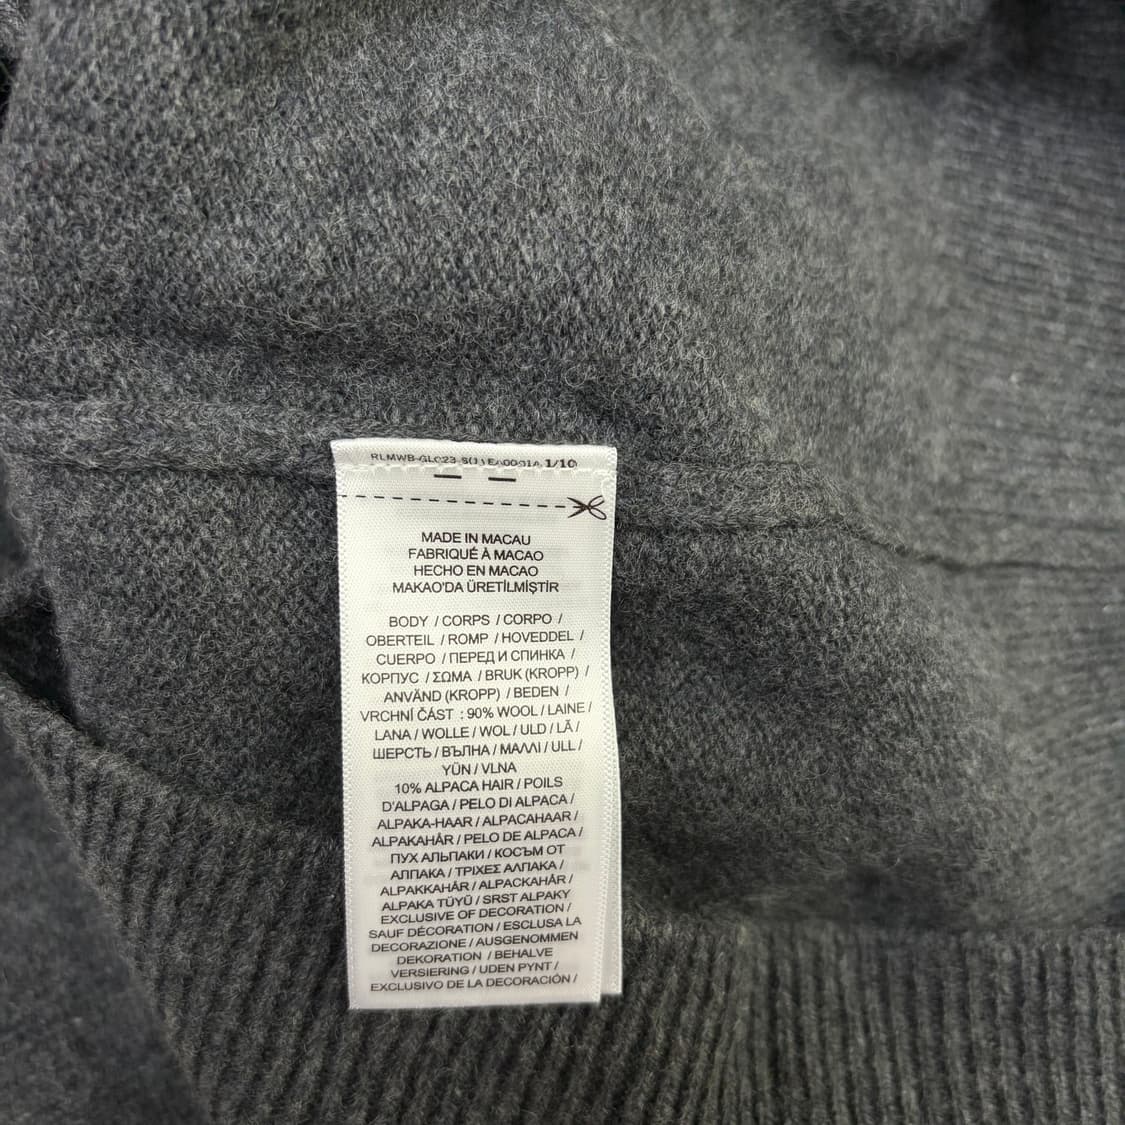 1/10
MADE IN MACAU
FABRIQUÉ À MACAO
HECHO EN MACAO
MAKAO'DA ÜRETİLMİŞTİR
BODY / CORPS / CORPO /
OBERTEIL / ROMP / HOVEDDEL /
CUERPO / ПЕРЕД И СПИНКА /
КОРПУС / ΣΩΜΑ / BRUK (KROPP) /
ANVÄND (KROPP) / BEDEN /
VRCHNÍ ČÁST : 90% WOOL / LAINE /
LANA / WOLLE / WOL / ULD / LÃ /
ШЕРСТЬ / ВЪЛНА / ΜΑΛΛΙ / ULL /
YÜN / VLNA
10% ALPACA HAIR / POILS
D'ALPAGA / PELO DI ALPACA /
ALPAKA-HAAR / ALPACAHAAR /
ALPAKAHÅR / PELO DE ALPACA /
ПУХ АЛЬПАКИ / КОСЪМ ОТ
АЛПАКА / ΤΡΙΧΕΣ ΑΛΠΑΚΑ /
ALPAKKAHÅR / ALPACKAHÅR /
ALPAKA TÜYÜ / SRST ALPAKY
EXCLUSIVE OF DECORATION /
SAUF DÉCORATION / ESCLUSA LA
DECORAZIONE / AUSGENOMMEN
DEKORATION / BEHALVE
VERSIERING / UDEN PYNT /
EXCLUSIVO DE LA DECORACIÓN /